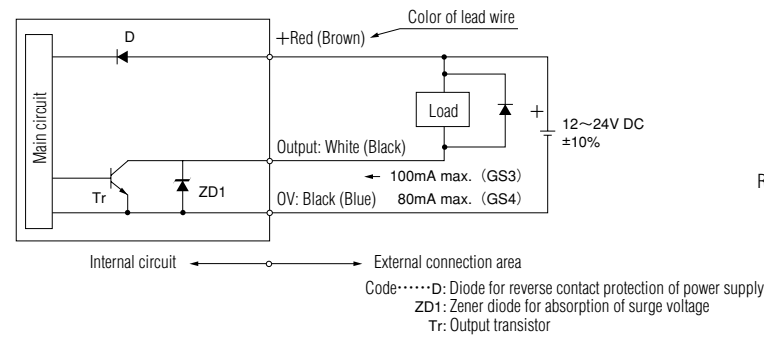 Color of lead wire
D
+Red (Brown)
Main circuit
Load
+
12～24V DC
±10%
Output: White (Black)
← 100mA max.（GS3）
Tr
ZD1
0V: Black (Blue)
80mA max.（GS4）
R
Internal circuit
External connection area
Code⋯⋯D: Diode for reverse contact protection of power supply
ZD1: Zener diode for absorption of surge voltage
Tr: Output transistor